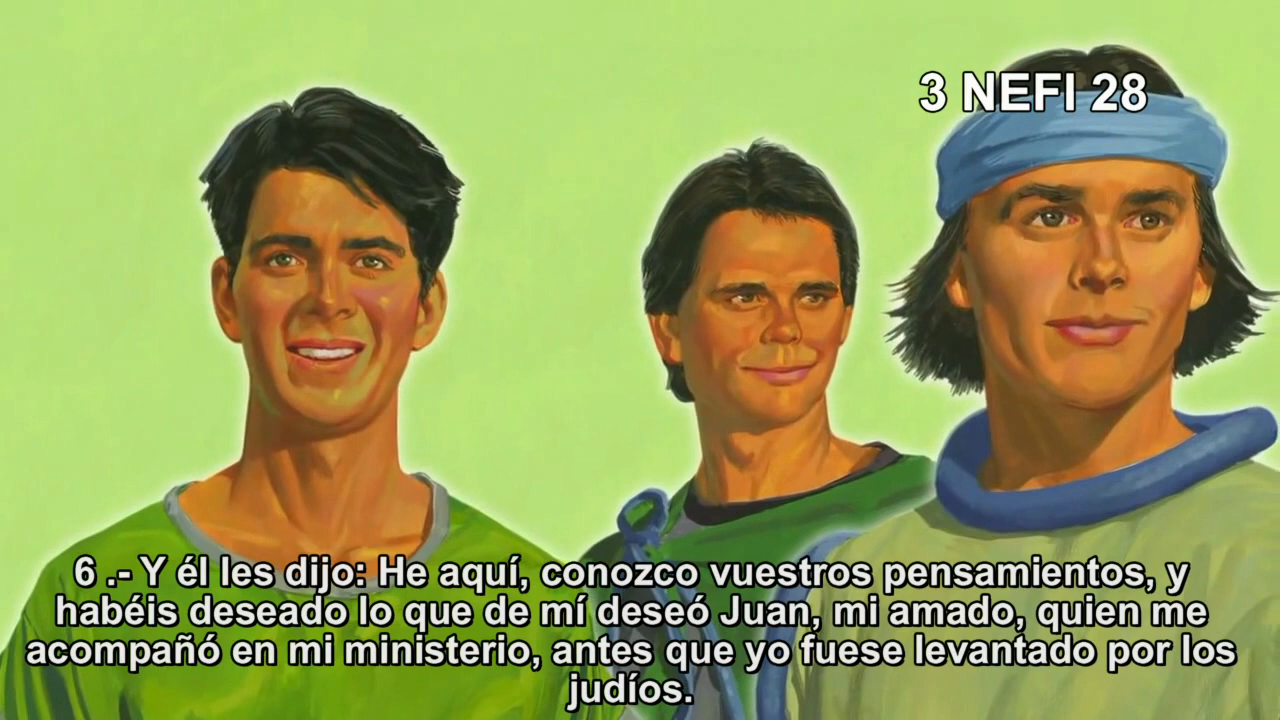 3 NEFI 28
6 .- Y él les dijo: He aquí, conozco vuestros pensamientos, y
habéis deseado lo que de mí deseó Juan, mi amado, quien me
acompañó en mi ministerio, antes que yo fuese levantado por los
judíos.